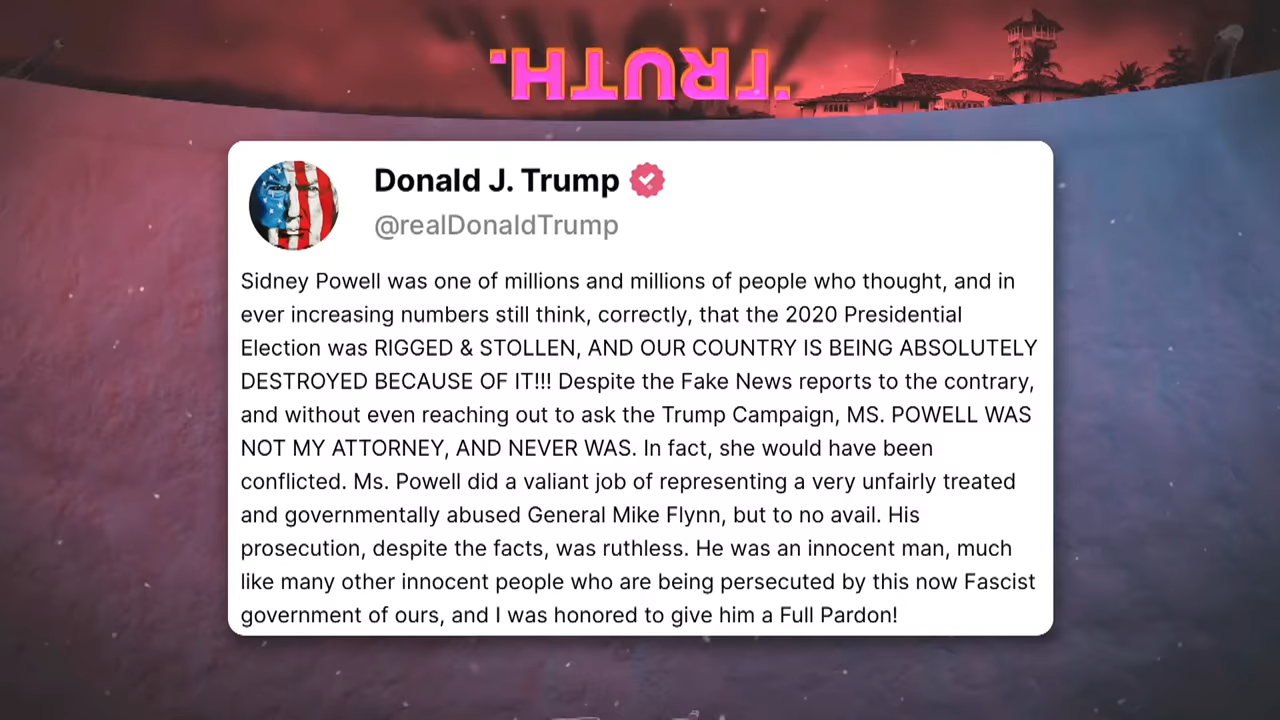 TRUTH.
Donald J. Trump
@realDonaldTrump
Sidney Powell was one of millions and millions of people who thought, and in
ever increasing numbers still think, correctly, that the 2020 Presidential
Election was RIGGED & STOLLEN, AND OUR COUNTRY IS BEING ABSOLUTELY
DESTROYED BECAUSE OF IT!!! Despite the Fake News reports to the contrary,
and without even reaching out to ask the Trump Campaign, MS. POWELL WAS
NOT MY ATTORNEY, AND NEVER WAS. In fact, she would have been
conflicted. Ms. Powell did a valiant job of representing a very unfairly treated
and governmentally abused General Mike Flynn, but to no avail. His
prosecution, despite the facts, was ruthless. He was an innocent man, much
like many other innocent people who are being persecuted by this now Fascist
government of ours, and I was honored to give him a Full Pardon!